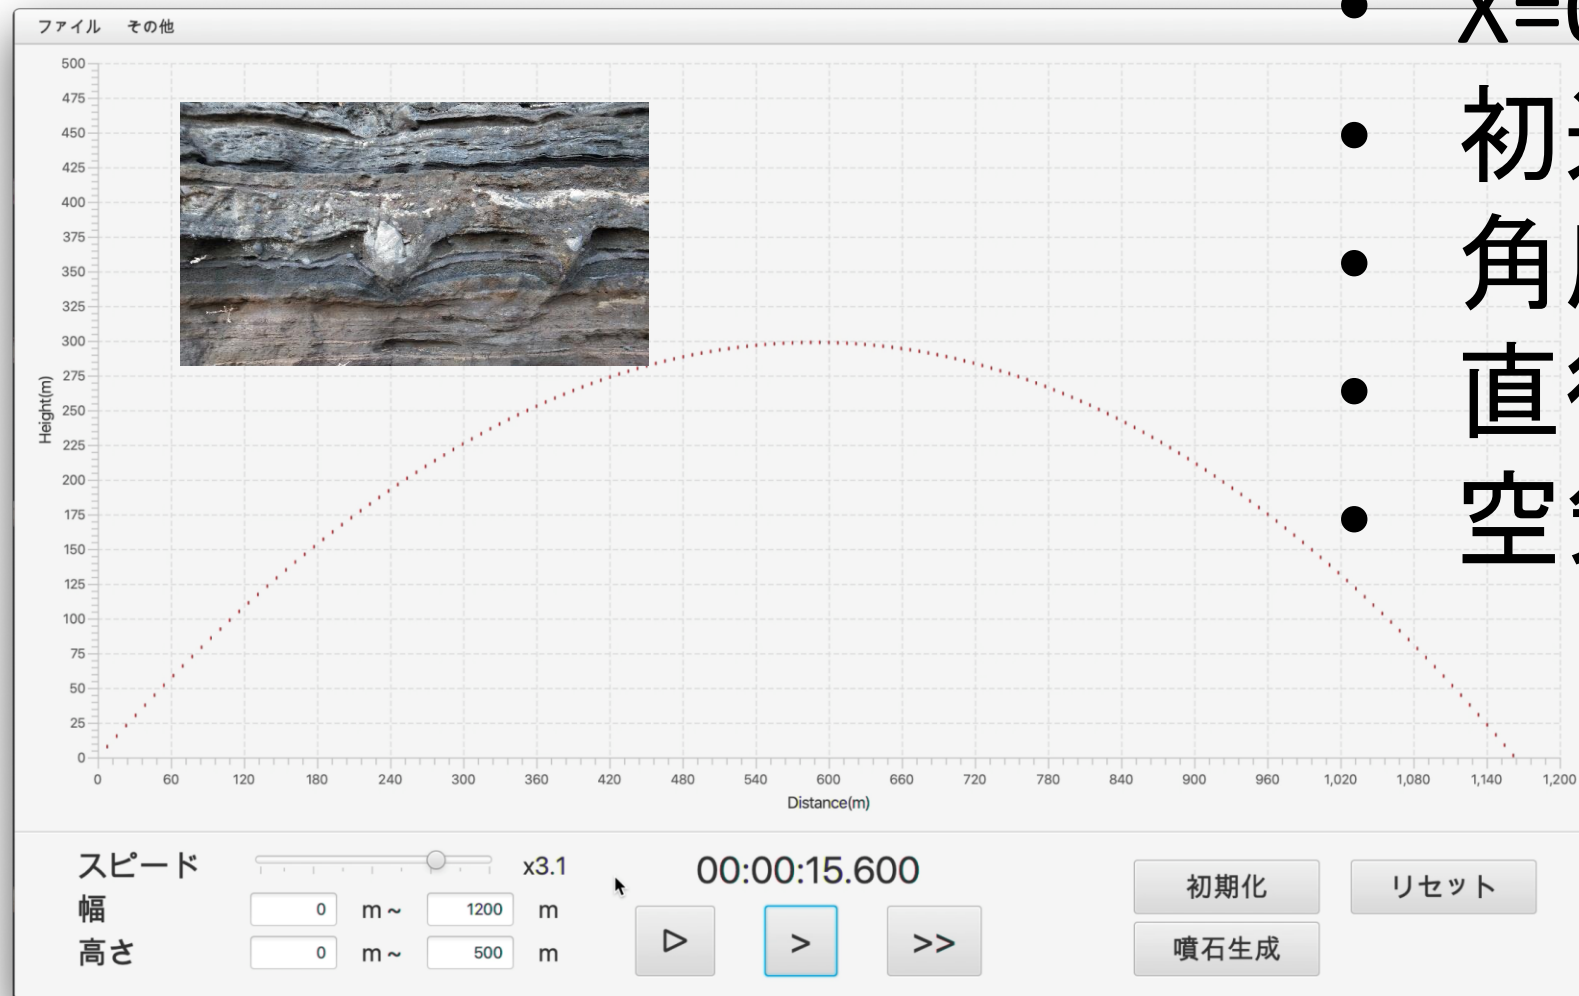 ファイル その他
500
475
450
425
400
375
350
325
300
275
250
225
200
175
150
125
100
75
50
25
0
Height(m)
0 60 120 180 240 300 360 420 480 540 600 660 720 780 840 900 960 1,020 1,080 1,140 1,200
Distance(m)
• x=
• 初
• 角
• 直
• 空
スピード x3.1
幅 0 m ~ 1200 m
高さ 0 m ~ 500 m
00:00:15.600
▷ > >>
初期化 リセット
噴石生成